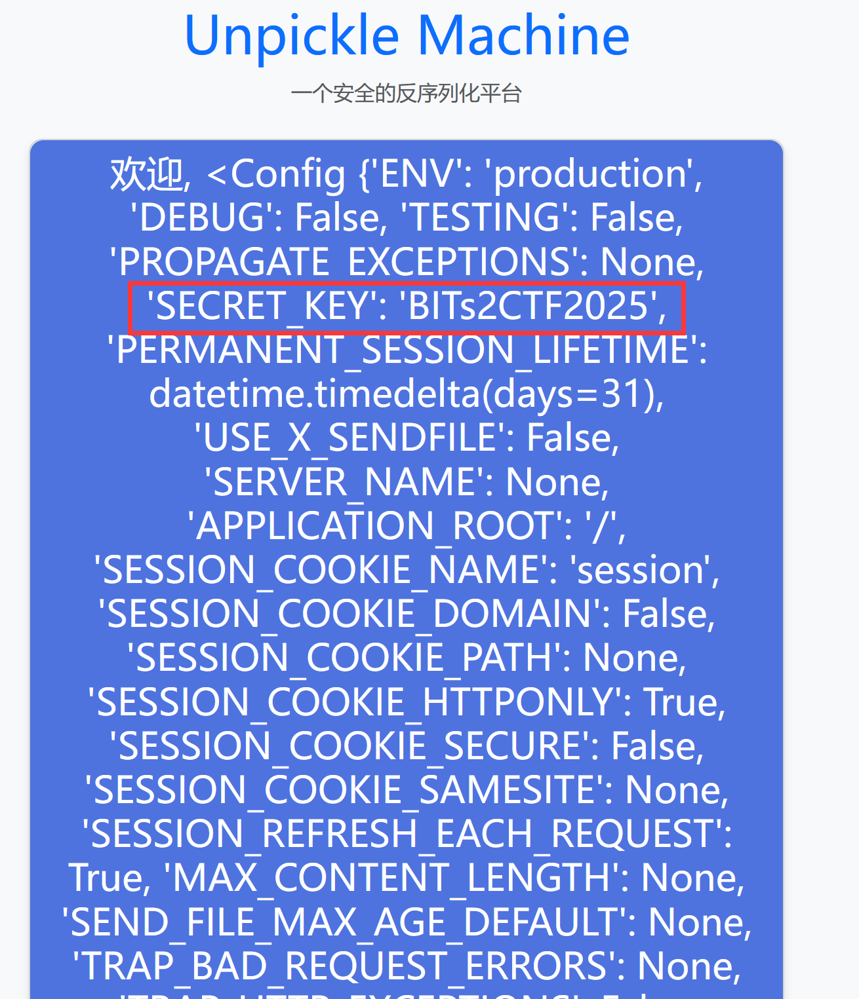 Unpickle Machine
一个安全的反序列化平台
欢迎, <Config {'ENV': 'production',
'DEBUG': False, 'TESTING': False,
'PROPAGATE_EXCEPTIONS': None,
'SECRET_KEY': 'BITs2CTF2025',
'PERMANENT_SESSION_LIFETIME':
datetime.timedelta(days=31),
'USE_X_SENDFILE': False,
'SERVER_NAME': None,
'APPLICATION_ROOT': '/',
'SESSION_COOKIE_NAME': 'session',
'SESSION_COOKIE_DOMAIN': False,
'SESSION_COOKIE_PATH': None,
'SESSION_COOKIE_HTTPONLY': True,
'SESSION_COOKIE_SECURE': False,
'SESSION_COOKIE_SAMESITE': None,
'SESSION_REFRESH_EACH_REQUEST':
True, 'MAX_CONTENT_LENGTH': None,
'SEND_FILE_MAX_AGE_DEFAULT': None,
'TRAP_BAD_REQUEST_ERRORS': None,